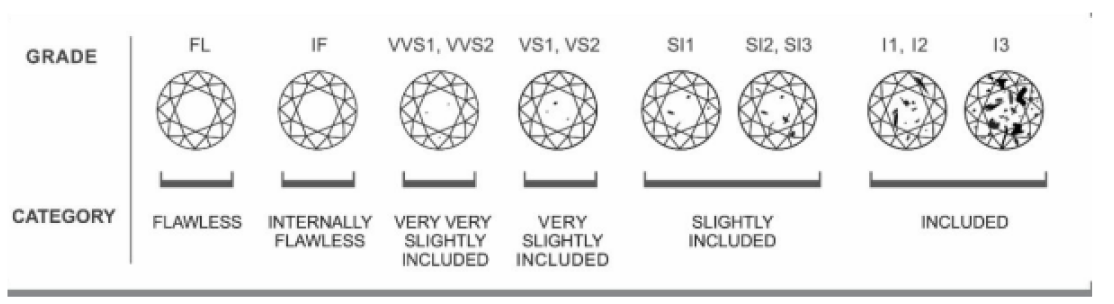 GRADE
FL
IF
VVS1, VVS2
VS1, VS2
SI1
SI2, SI3
I1, I2
I3
CATEGORY
FLAWLESS
INTERNALLY
FLAWLESS
VERY VERY
SLIGHTLY
INCLUDED
VERY
SLIGHTLY
INCLUDED
SLIGHTLY
INCLUDED
INCLUDED